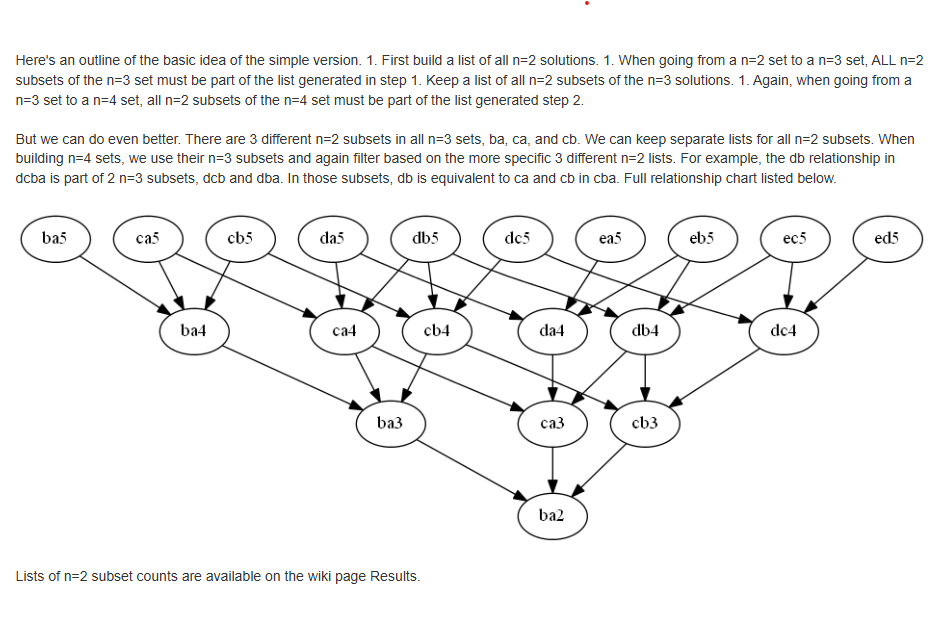 Here's an outline of the basic idea of the simple version. 1. First build a list of all n=2 solutions. 1. When going from a n=2 set to a n=3 set, ALL n=2
subsets of the n=3 set must be part of the list generated in step 1. Keep a list of all n=2 subsets of the n=3 solutions. 1. Again, when going from a
n=3 set to a n=4 set, all n=2 subsets of the n=4 set must be part of the list generated step 2.
But we can do even better. There are 3 different n=2 subsets in all n=3 sets, ba, ca, and cb. We can keep separate lists for all n=2 subsets. When
building n=4 sets, we use their n=3 subsets and again filter based on the more specific 3 different n=2 lists. For example, the db relationship in
dcba is part of 2 n=3 subsets, dcb and dba. In those subsets, db is equivalent to ca and cb in cba. Full relationship chart listed below.
ba5 ca5 cb5 da5 db5 dc5 ea5 eb5 ec5 ed5
ba4 ca4 cb4 da4 db4 dc4
ba3 ca3 cb3
ba2
Lists of n=2 subset counts are available on the wiki page Results.